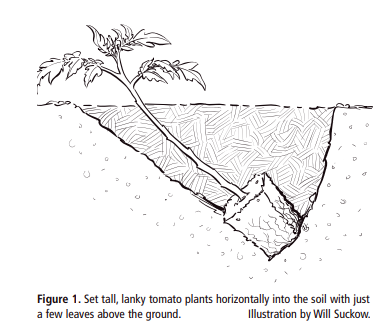 Figure 1. Set tall, lanky tomato plants horizontally into the soil with just
a few leaves above the ground. Illustration by Will Suckow.